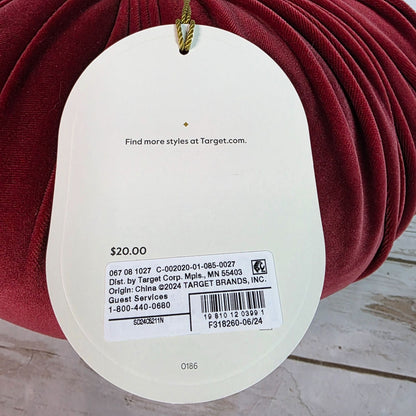 Find more styles at Target.com.
$20.00
067 08 1027 C-002020-01-085-0027
Dist. by Target Corp. Mpls., MN 55403
Origin: China ©2024 TARGET BRANDS, INC.
Guest Services
1-800-440-0680
19 810 12 0399 1
F318260-06/24
0186